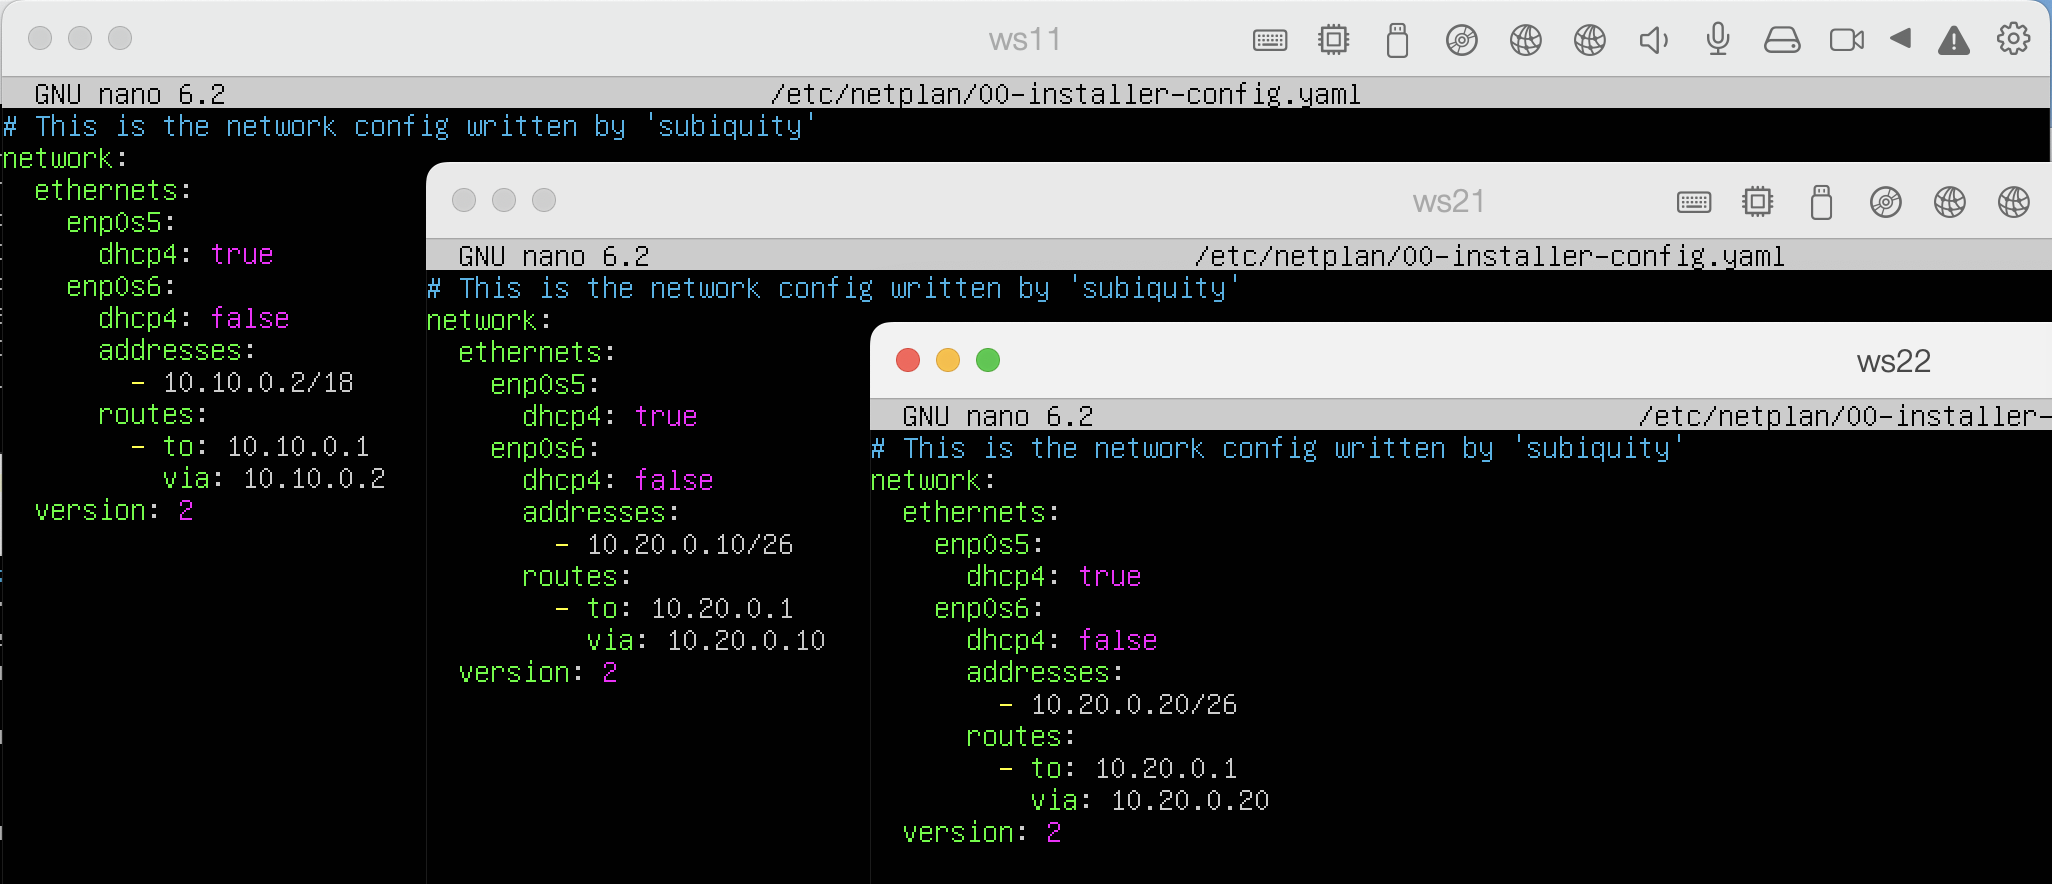 ws11
GNU nano 6.2 /etc/netplan/00-installer-config.yaml
# This is the network config written by 'subiquity'
network:
  ethernets:
    enp0s5:
      dhcp4: true
    enp0s6:
      dhcp4: false
      addresses:
        - 10.10.0.2/18
      routes:
        - to: 10.10.0.1
          via: 10.10.0.2
  version: 2
ws21
GNU nano 6.2 /etc/netplan/00-installer-config.yaml
# This is the network config written by 'subiquity'
network:
  ethernets:
    enp0s5:
      dhcp4: true
    enp0s6:
      dhcp4: false
      addresses:
        - 10.20.0.10/26
      routes:
        - to: 10.20.0.1
          via: 10.20.0.10
  version: 2
ws22
GNU nano 6.2 /etc/netplan/00-installer-
# This is the network config written by 'subiquity'
network:
  ethernets:
    enp0s5:
      dhcp4: true
    enp0s6:
      dhcp4: false
      addresses:
        - 10.20.0.20/26
      routes:
        - to: 10.20.0.1
          via: 10.20.0.20
  version: 2